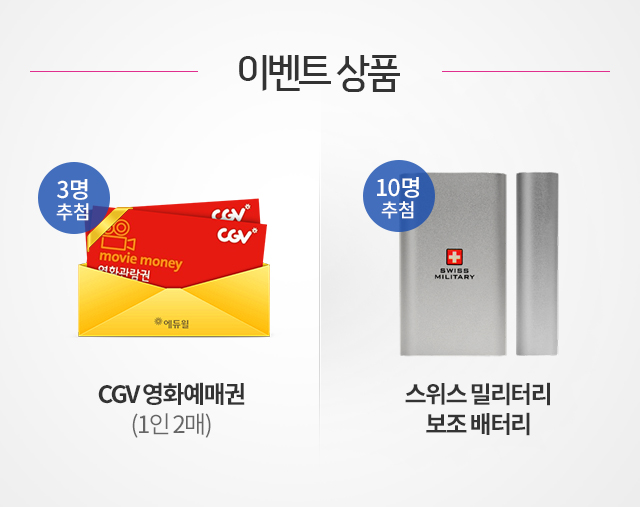 이벤트 상품
3명
추첨
CGV
CGV
movie money
영화관람권
에듀윌
CGV 영화예매권
(1인 2매)
10명
추첨
SWISS
MILITARY
스위스 밀리터리
보조 배터리